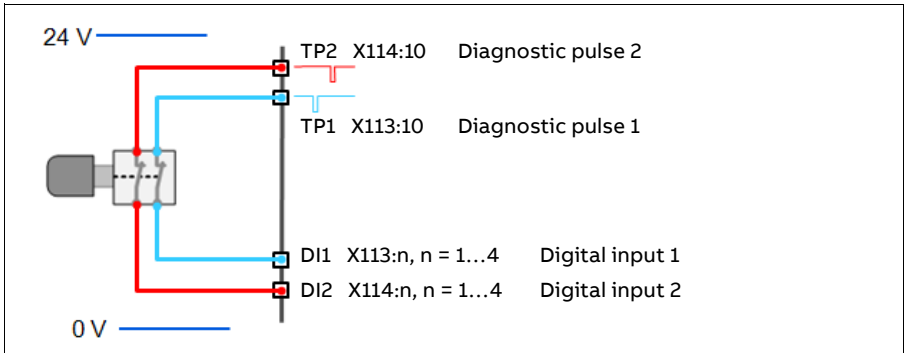 24 V
TP2 X114:10 Diagnostic pulse 2
TP1 X113:10 Diagnostic pulse 1
DI1 X113:n, n = 1...4 Digital input 1
DI2 X114:n, n = 1...4 Digital input 2
0 V